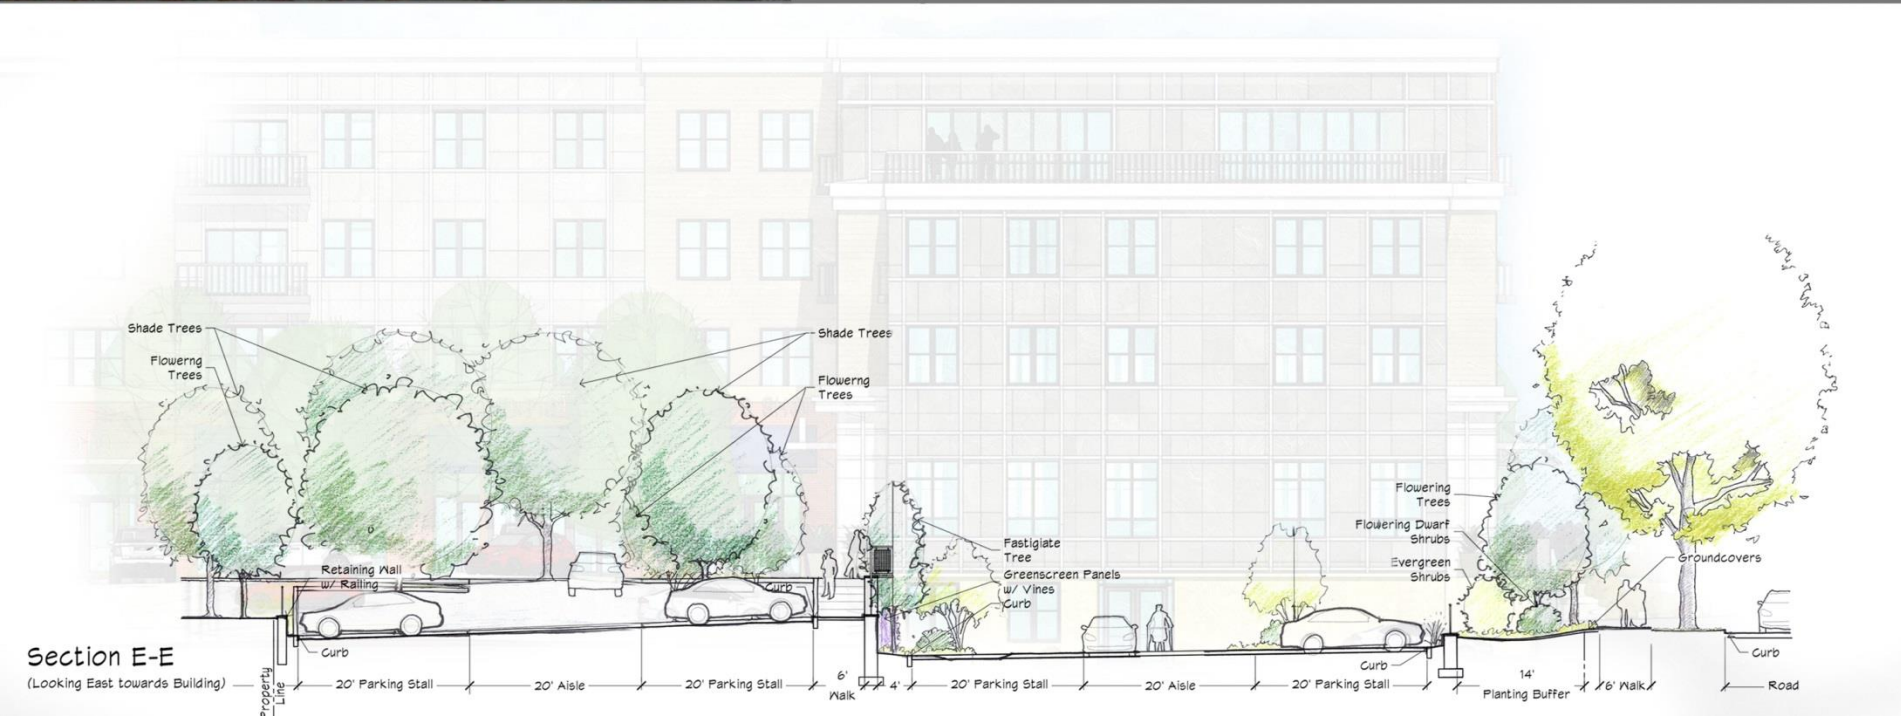 Shade Trees
Flowerng
Trees
Shade Trees
Flowerng
Trees
Retaining Wall
w/ Railing
Curb
Fastigiate
Tree
Greenscreen Panels
w/ Vines
Curb
Flowering
Trees
Flowering Dwarf
Shrubs
Evergreen
Shrubs
Groundcovers
Section E-E
(Looking East towards Building)
Property
Line
Curb
20' Parking Stall
20' Aisle
20' Parking Stall
6'
Walk
4'
20' Parking Stall
20' Aisle
20' Parking Stall
Curb
14'
Planting Buffer
6' Walk
Curb
Road